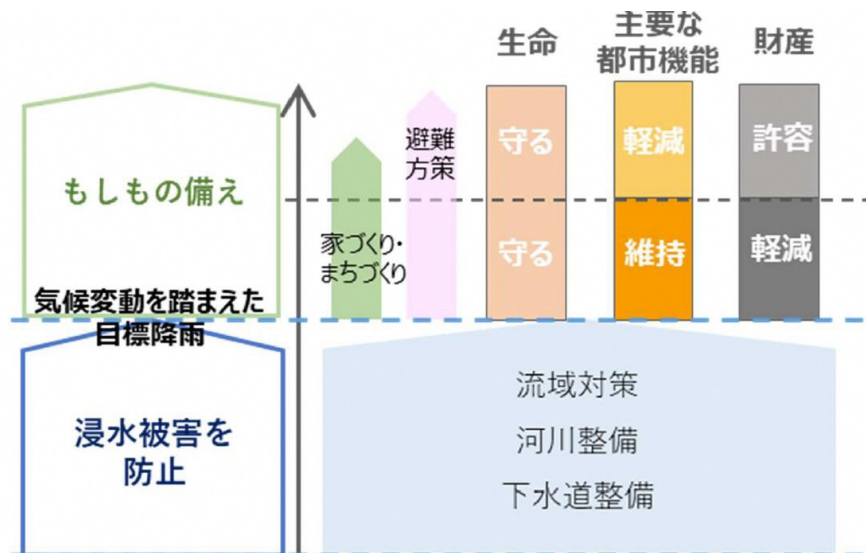 生命
主要な
都市機能
財産
もしもの備え
避難
方策
守る
軽減
許容
家づくり・
まちづくり
守る
維持
軽減
気候変動を踏まえた
目標降雨
浸水被害を
防止
流域対策
河川整備
下水道整備